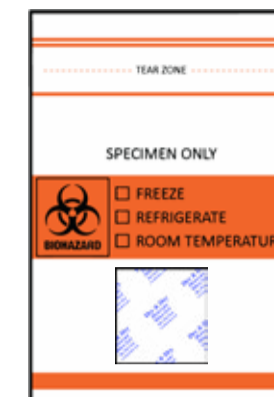 TEAR ZONE
SPECIMEN ONLY
FREEZE
REFRIGERATE
BIOHAZARD
ROOM TEMPERATUR